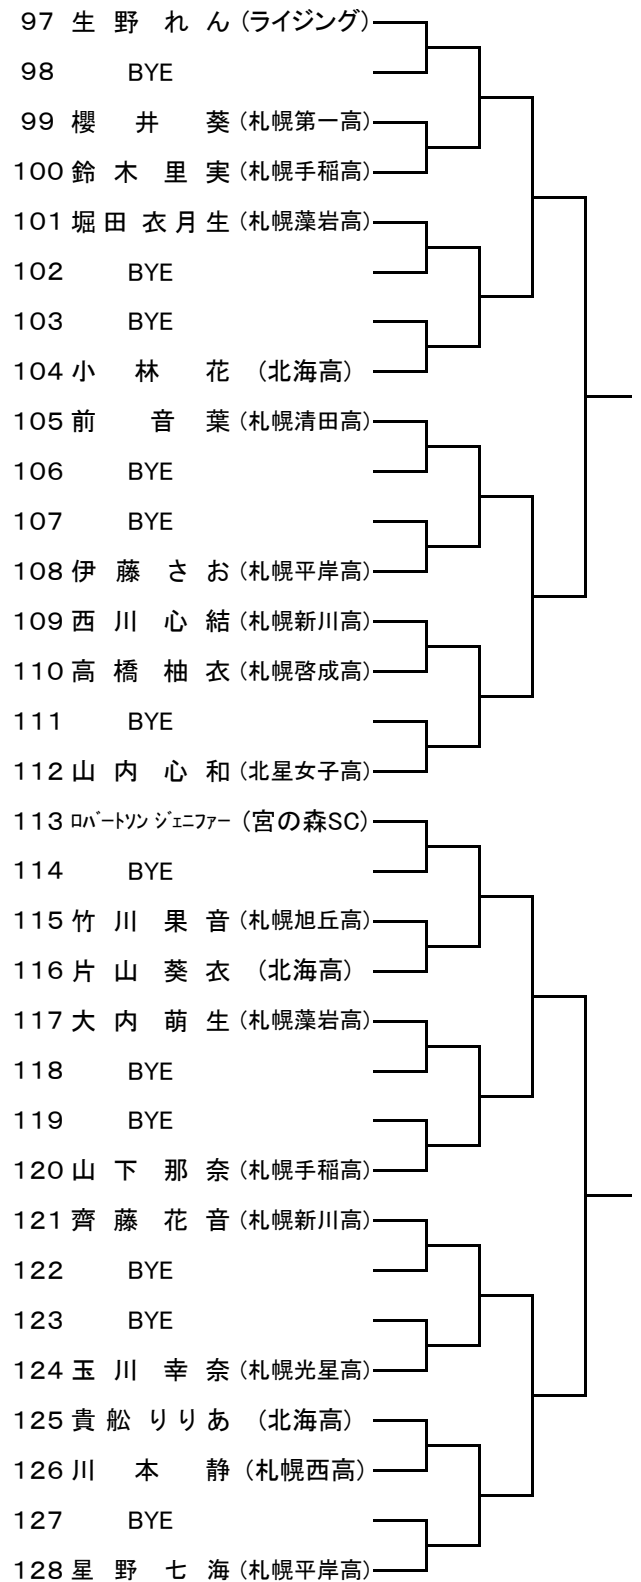 97 生野れん (ライジング)
98 BYE
99 櫻井葵 (札幌第一高)
100 鈴木里実 (札幌手稲高)
101 堀田衣月生 (札幌藻岩高)
102 BYE
103 BYE
104 小林花 (北海高)
105 前音葉 (札幌清田高)
106 BYE
107 BYE
108 伊藤さお (札幌平岸高)
109 西川心結 (札幌新川高)
110 高橋柚衣 (札幌啓成高)
111 BYE
112 山内心和 (北星女子高)
113 ﾛﾊﾞｰﾄｿﾝ ｼﾞｪﾆﾌｧｰ (宮の森SC)
114 BYE
115 竹川果音 (札幌旭丘高)
116 片山葵衣 (北海高)
117 大内萌生 (札幌藻岩高)
118 BYE
119 BYE
120 山下那奈 (札幌手稲高)
121 齊藤花音 (札幌新川高)
122 BYE
123 BYE
124 玉川幸奈 (札幌光星高)
125 貴舩りりあ (北海高)
126 川本静 (札幌西高)
127 BYE
128 星野七海 (札幌平岸高)